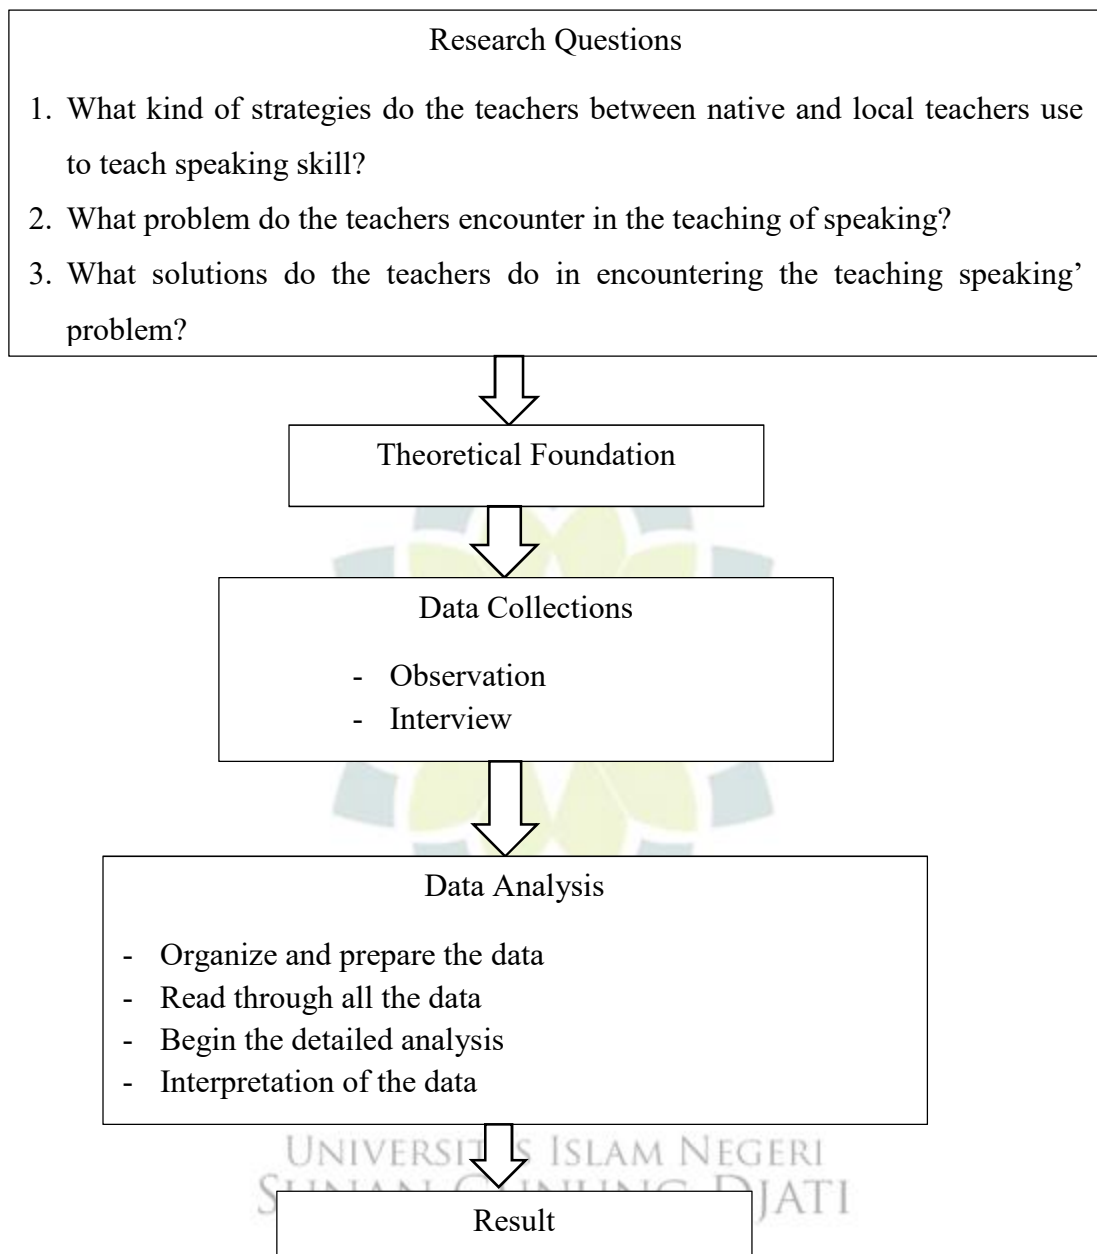 Research Questions
1. What kind of strategies do the teachers between native and local teachers use
to teach speaking skill?
2. What problem do the teachers encounter in the teaching of speaking?
3. What solutions do the teachers do in encountering the teaching speaking’
problem?
Theoretical Foundation
Data Collections
- Observation
- Interview
Data Analysis
- Organize and prepare the data
- Read through all the data
- Begin the detailed analysis
- Interpretation of the data
UNIVERSITAS ISLAM NEGERI
SUNAN GUNUNG DJATI
Result